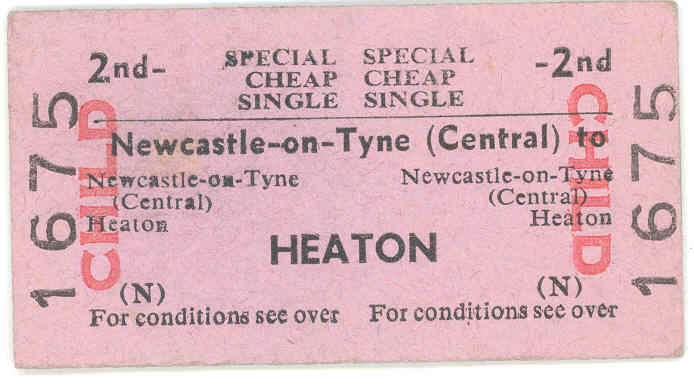 2nd- SPECIAL SPECIAL -2nd
CHEAP CHEAP
SINGLE SINGLE
Newcastle-on-Tyne (Central) to
Newcastle-on-Tyne Newcastle-on-Tyne
(Central) (Central)
Heaton Heaton
HEATON
(N) (N)
For conditions see over For conditions see over
1675
CHILD
CHILD
1675